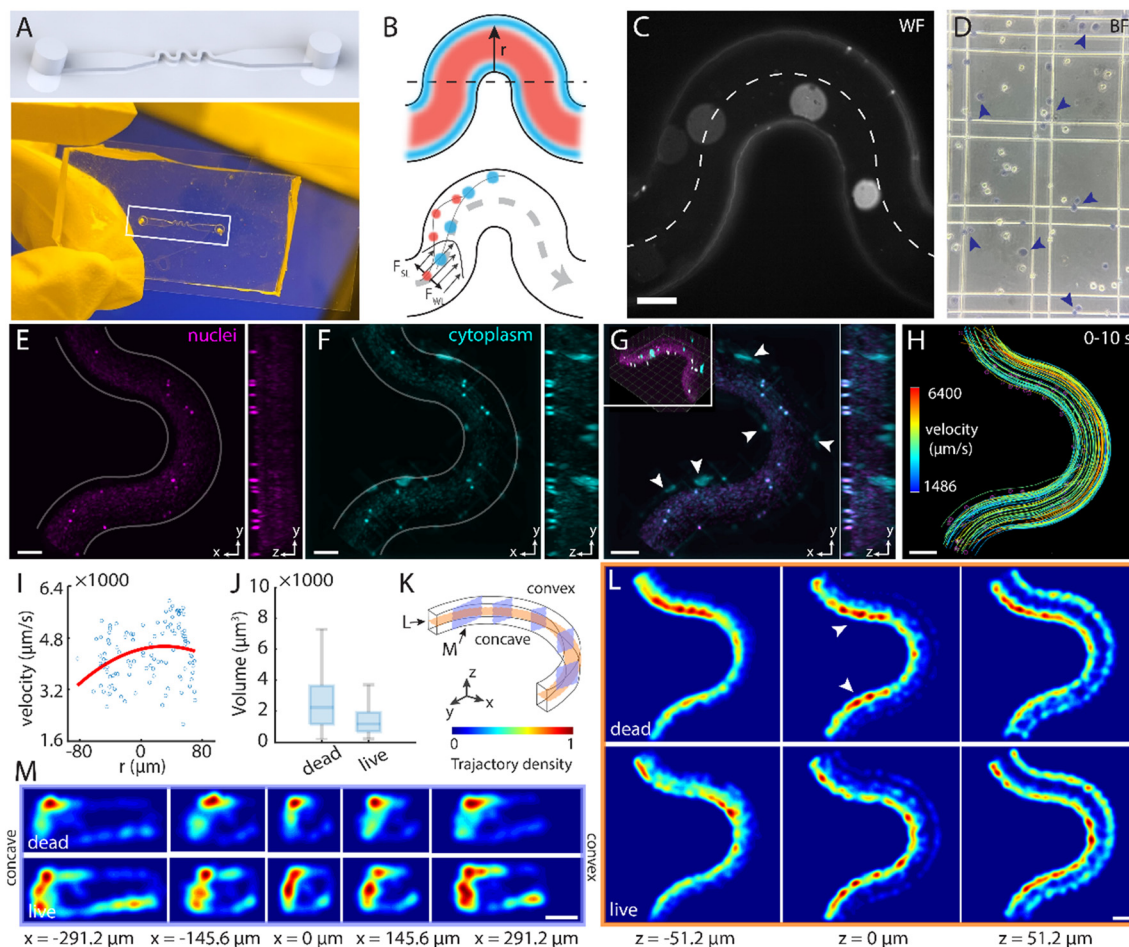 A
B
r
F_SL
F_WL
C
WF
D
BF
E
nuclei
x
y
z
y
F
cytoplasm
x
y
z
y
G
x
y
z
y
H
0-10 s
6400
velocity
(μm/s)
1486
I
×1000
6.4
4.8
3.2
1.6
velocity (μm/s)
-80
0
80
r (μm)
J
×1000
10
8
6
4
2
0
Volume (μm³)
dead
live
K
convex
concave
L
M
z
y
x
0
1
Trajactory density
L
dead
live
z = -51.2 μm
z = 0 μm
z = 51.2 μm
M
concave
dead
live
convex
x = -291.2 μm
x = -145.6 μm
x = 0 μm
x = 145.6 μm
x = 291.2 μm